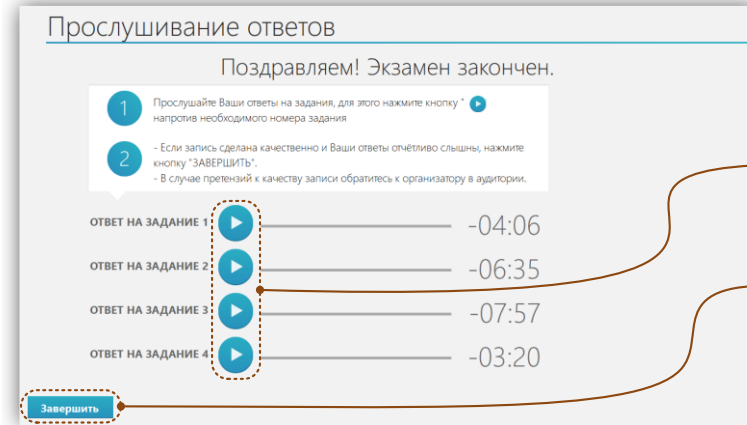 Прослушивание ответов
Поздравляем! Экзамен закончен.
1 Прослушайте Ваши ответы на задания, для этого нажмите кнопку "
напротив необходимого номера задания
2 - Если запись сделана качественно и Ваши ответы отчётливо слышны, нажмите
кнопку "ЗАВЕРШИТЬ".
- В случае претензий к качеству записи обратитесь к организатору в аудитории.
ОТВЕТ НА ЗАДАНИЕ 1 -04:06
ОТВЕТ НА ЗАДАНИЕ 2 -06:35
ОТВЕТ НА ЗАДАНИЕ 3 -07:57
ОТВЕТ НА ЗАДАНИЕ 4 -03:20
Завершить